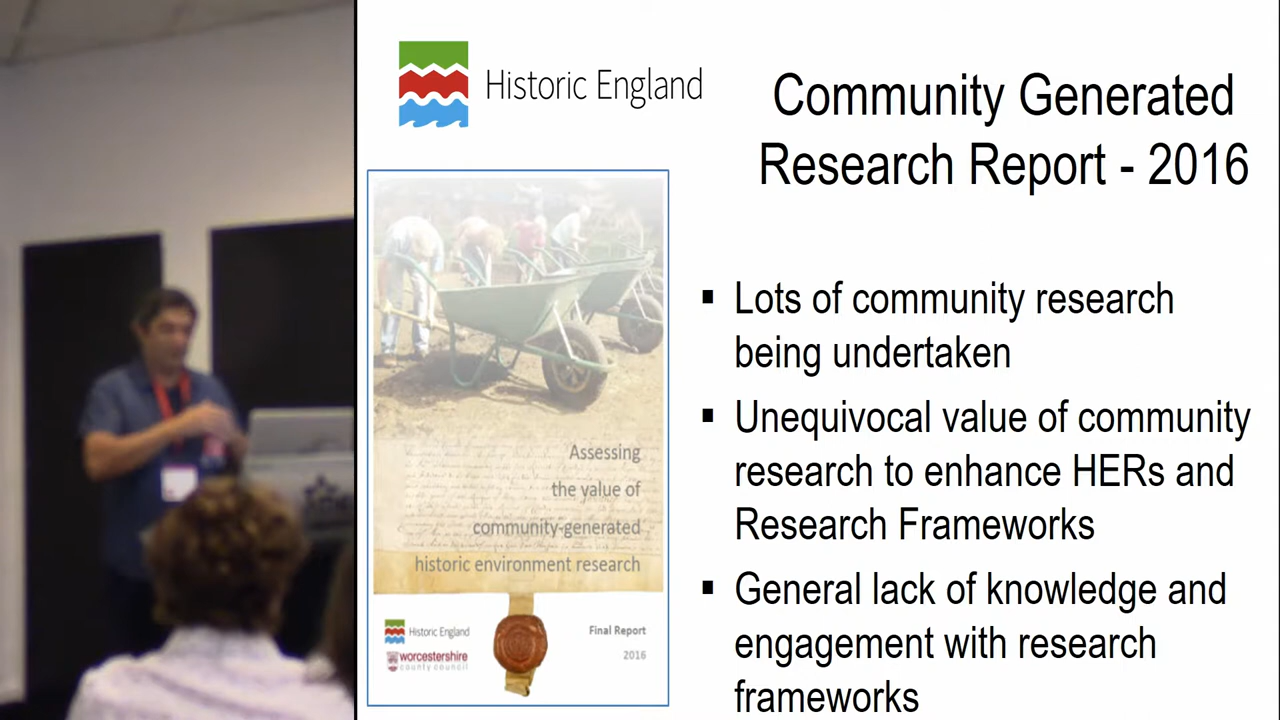 Historic England
Community Generated
Research Report - 2016
Assessing
the value of
community-generated
historic environment research
Historic England
worcestershire
county council
Final Report
2016
▪ Lots of community research
being undertaken
▪ Unequivocal value of community
research to enhance HERs and
Research Frameworks
▪ General lack of knowledge and
engagement with research
frameworks